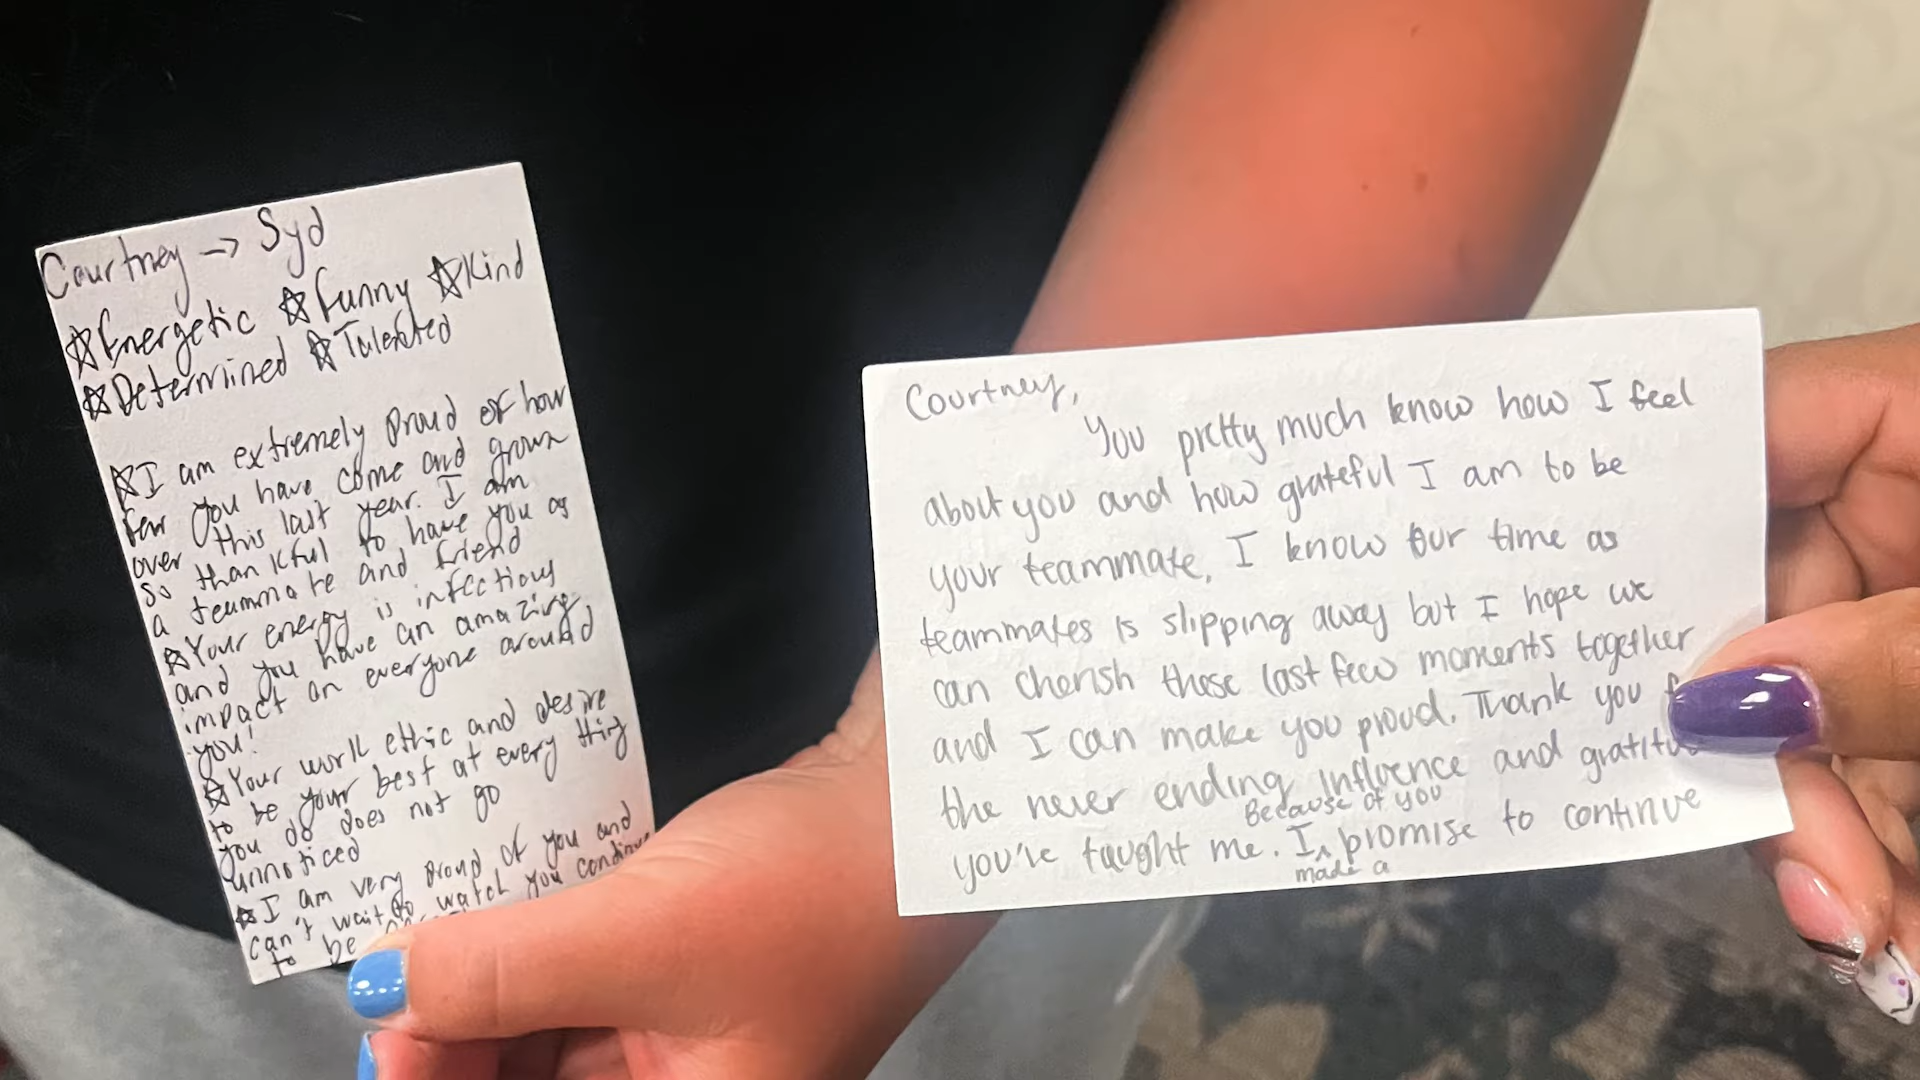 Courtney → Syd
☆Energetic ☆Funny ☆Kind
☆Determined ☆Talented
☆I am extremely proud of how
far you have come and grown
over this last year. I am
so thankful to have you as
a teammate and friend
☆Your energy is infectious
and you have an amazing
impact on everyone around
you!
☆Your work ethic and desire
to be your best at every thing
you do does not go
unnoticed
☆I am very proud of you and
can't wait to watch you continue
to be
Courtney,
You pretty much know how I feel
about you and how grateful I am to be
your teammate. I know our time as
teammates is slipping away but I hope we
can cherish these last few moments together
and I can make you proud. Thank you
the never ending influence and
Because of you
you've taught me. I ^ promise to continue
made a